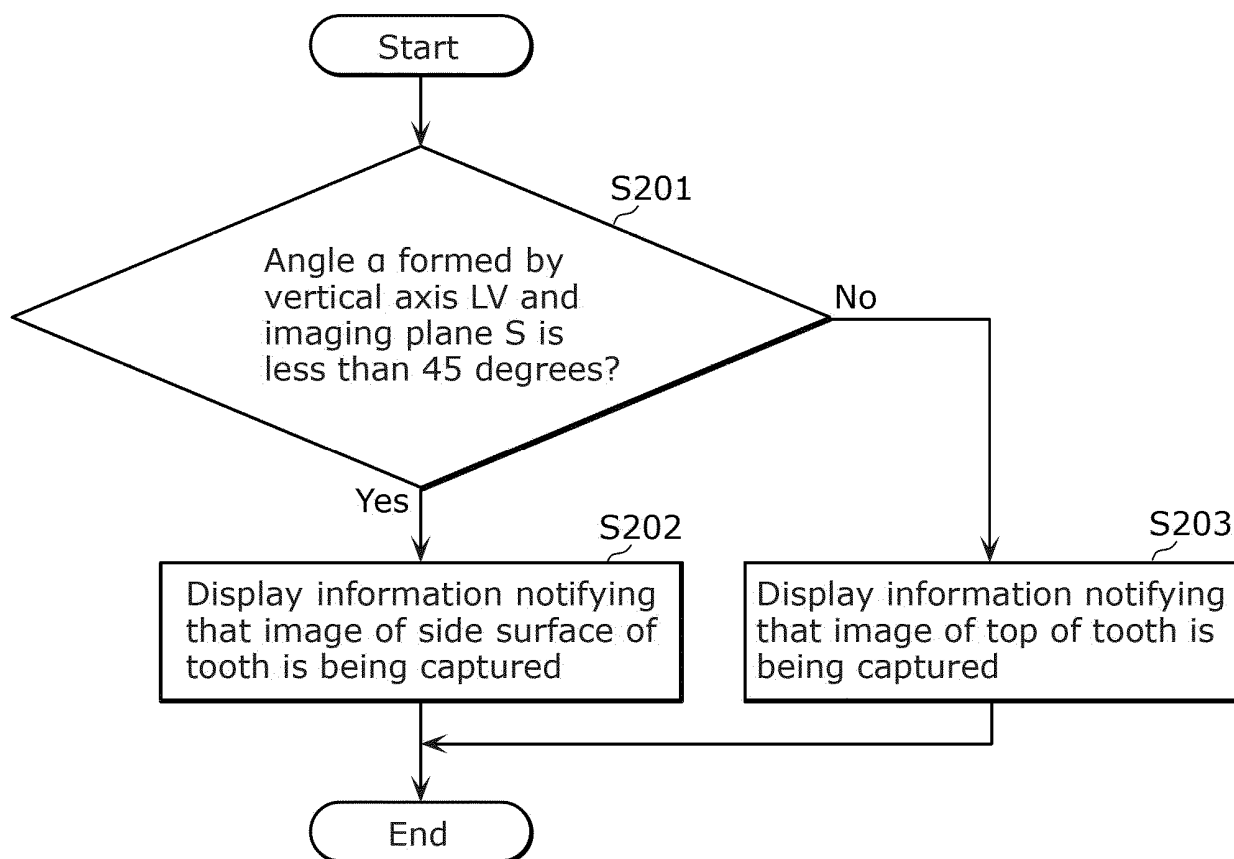 Start
S201
Angle α formed by
vertical axis LV and
imaging plane S is
less than 45 degrees?
No
Yes
S202
Display information notifying
that image of side surface of
tooth is being captured
S203
Display information notifying
that image of top of tooth is
being captured
End